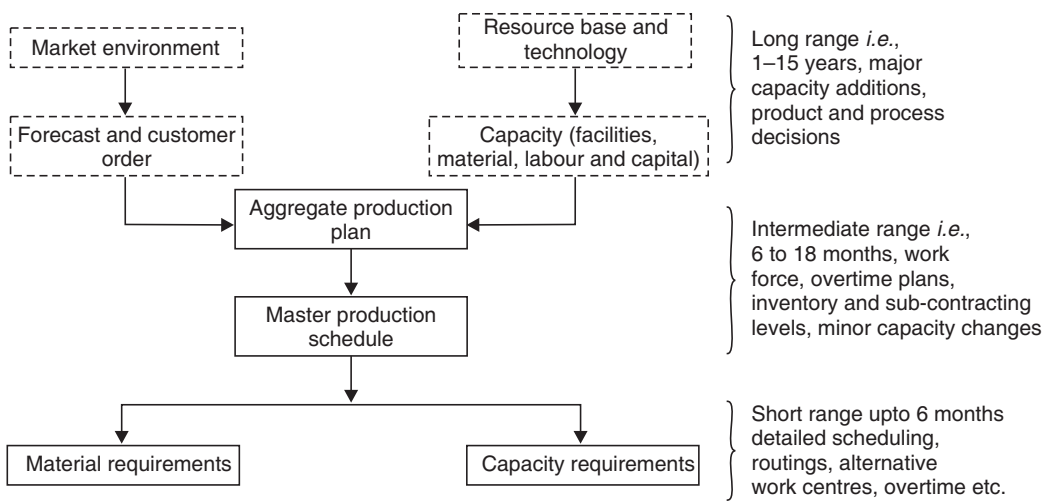 Market environment
Resource base and
technology
Long range i.e.,
1–15 years, major
capacity additions,
product and process
decisions
Forecast and customer
order
Capacity (facilities,
material, labour and capital)
Aggregate production
plan
Intermediate range i.e.,
6 to 18 months, work
force, overtime plans,
inventory and sub-contracting
levels, minor capacity changes
Master production
schedule
Short range upto 6 months
detailed scheduling,
routings, alternative
work centres, overtime etc.
Material requirements
Capacity requirements